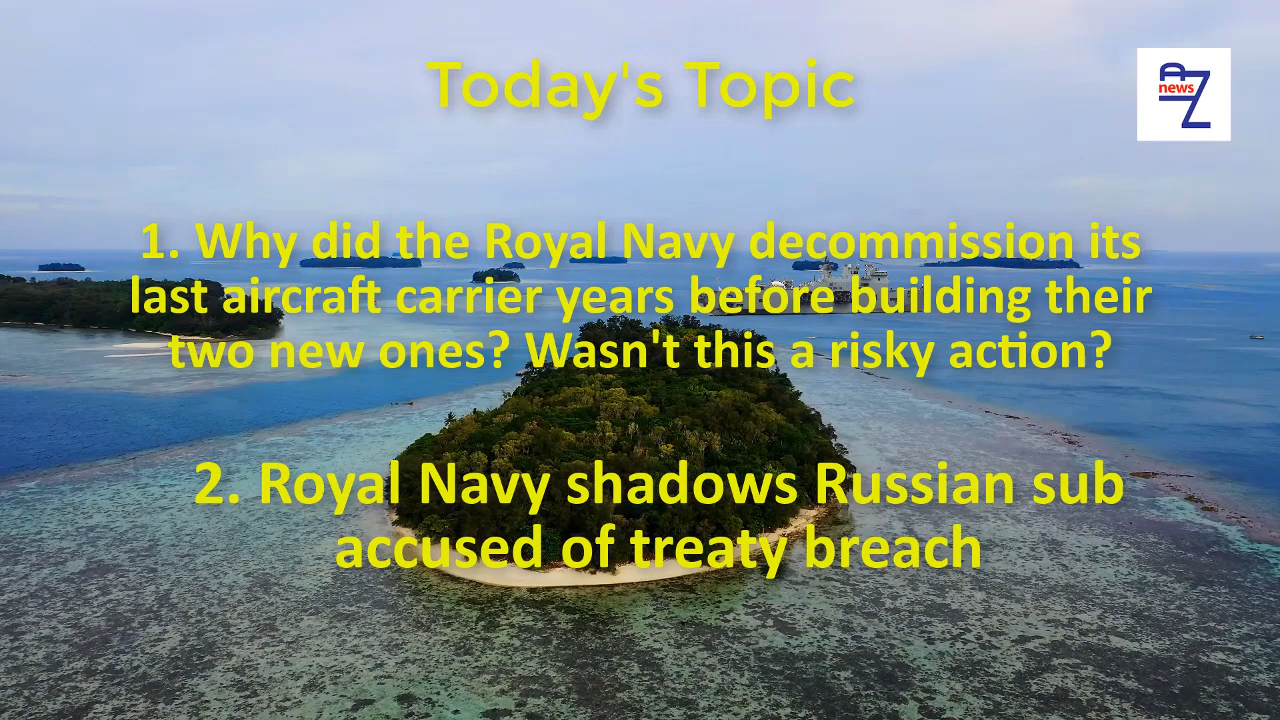 Today's Topic
A
news
Z
1. Why did the Royal Navy decommission its
last aircraft carrier years before building their
two new ones? Wasn't this a risky action?
2. Royal Navy shadows Russian sub
accused of treaty breach